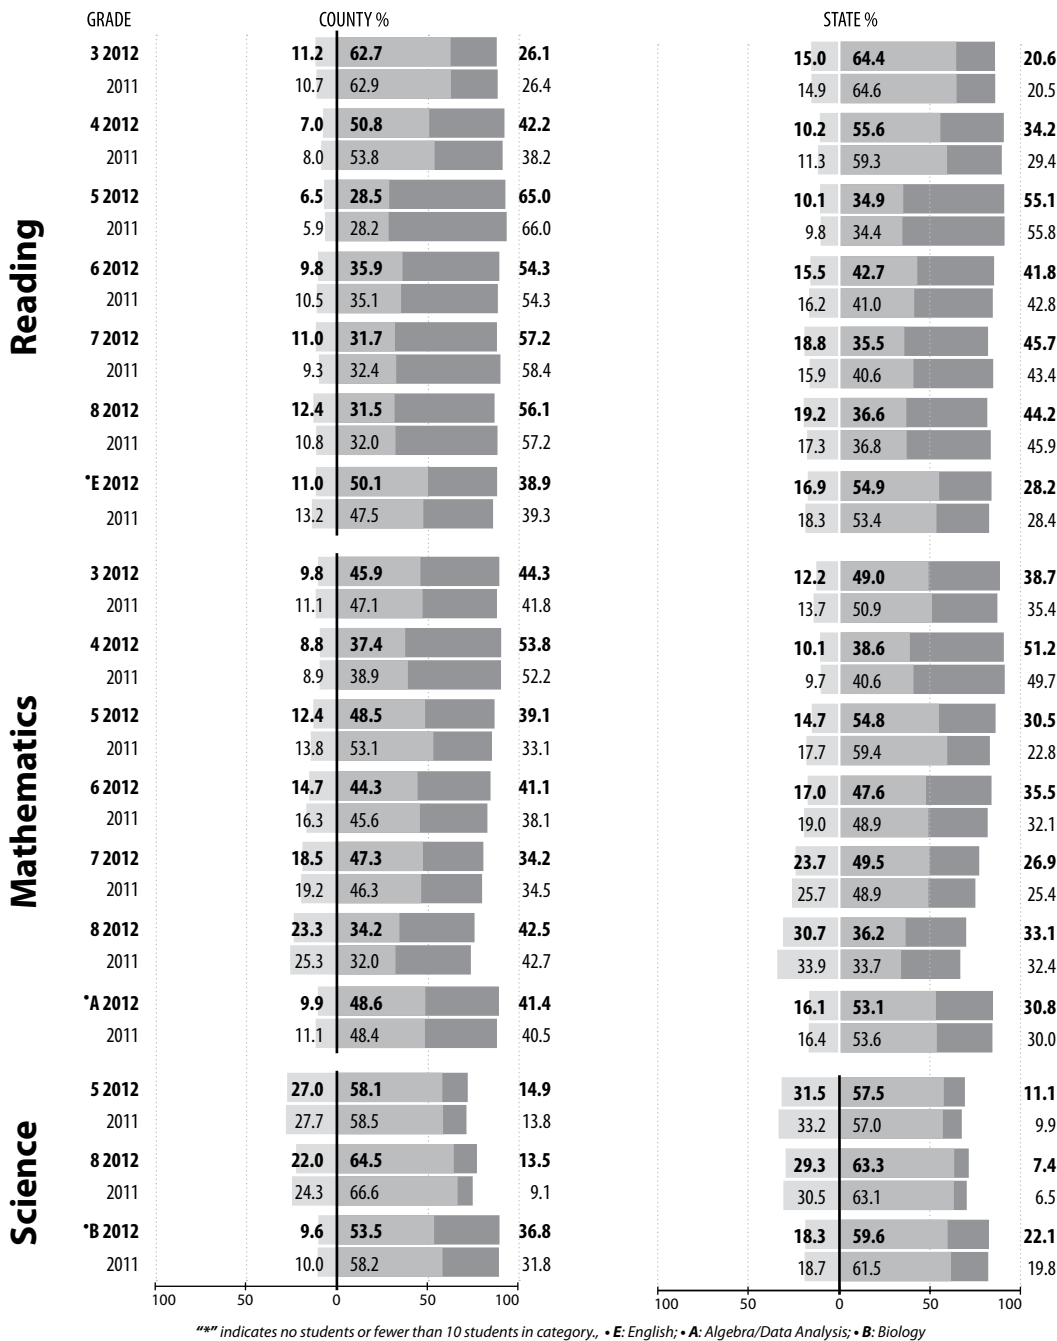 GRADE COUNTY % STATE %
Reading
3 2012 11.2 62.7 26.1 15.0 64.4 20.6
2011 10.7 62.9 26.4 14.9 64.6 20.5
4 2012 7.0 50.8 42.2 10.2 55.6 34.2
2011 8.0 53.8 38.2 11.3 59.3 29.4
5 2012 6.5 28.5 65.0 10.1 34.9 55.1
2011 5.9 28.2 66.0 9.8 34.4 55.8
6 2012 9.8 35.9 54.3 15.5 42.7 41.8
2011 10.5 35.1 54.3 16.2 41.0 42.8
7 2012 11.0 31.7 57.2 18.8 35.5 45.7
2011 9.3 32.4 58.4 15.9 40.6 43.4
8 2012 12.4 31.5 56.1 19.2 36.6 44.2
2011 10.8 32.0 57.2 17.3 36.8 45.9
•E 2012 11.0 50.1 38.9 16.9 54.9 28.2
2011 13.2 47.5 39.3 18.3 53.4 28.4
Mathematics
3 2012 9.8 45.9 44.3 12.2 49.0 38.7
2011 11.1 47.1 41.8 13.7 50.9 35.4
4 2012 8.8 37.4 53.8 10.1 38.6 51.2
2011 8.9 38.9 52.2 9.7 40.6 49.7
5 2012 12.4 48.5 39.1 14.7 54.8 30.5
2011 13.8 53.1 33.1 17.7 59.4 22.8
6 2012 14.7 44.3 41.1 17.0 47.6 35.5
2011 16.3 45.6 38.1 19.0 48.9 32.1
7 2012 18.5 47.3 34.2 23.7 49.5 26.9
2011 19.2 46.3 34.5 25.7 48.9 25.4
8 2012 23.3 34.2 42.5 30.7 36.2 33.1
2011 25.3 32.0 42.7 33.9 33.7 32.4
•A 2012 9.9 48.6 41.4 16.1 53.1 30.8
2011 11.1 48.4 40.5 16.4 53.6 30.0
Science
5 2012 27.0 58.1 14.9 31.5 57.5 11.1
2011 27.7 58.5 13.8 33.2 57.0 9.9
8 2012 22.0 64.5 13.5 29.3 63.3 7.4
2011 24.3 66.6 9.1 30.5 63.1 6.5
•B 2012 9.6 53.5 36.8 18.3 59.6 22.1
2011 10.0 58.2 31.8 18.7 61.5 19.8
100 50 0 50 100 100 50 0 50 100
“*” indicates no students or fewer than 10 students in category., • E: English; • A: Algebra/Data Analysis; • B: Biology